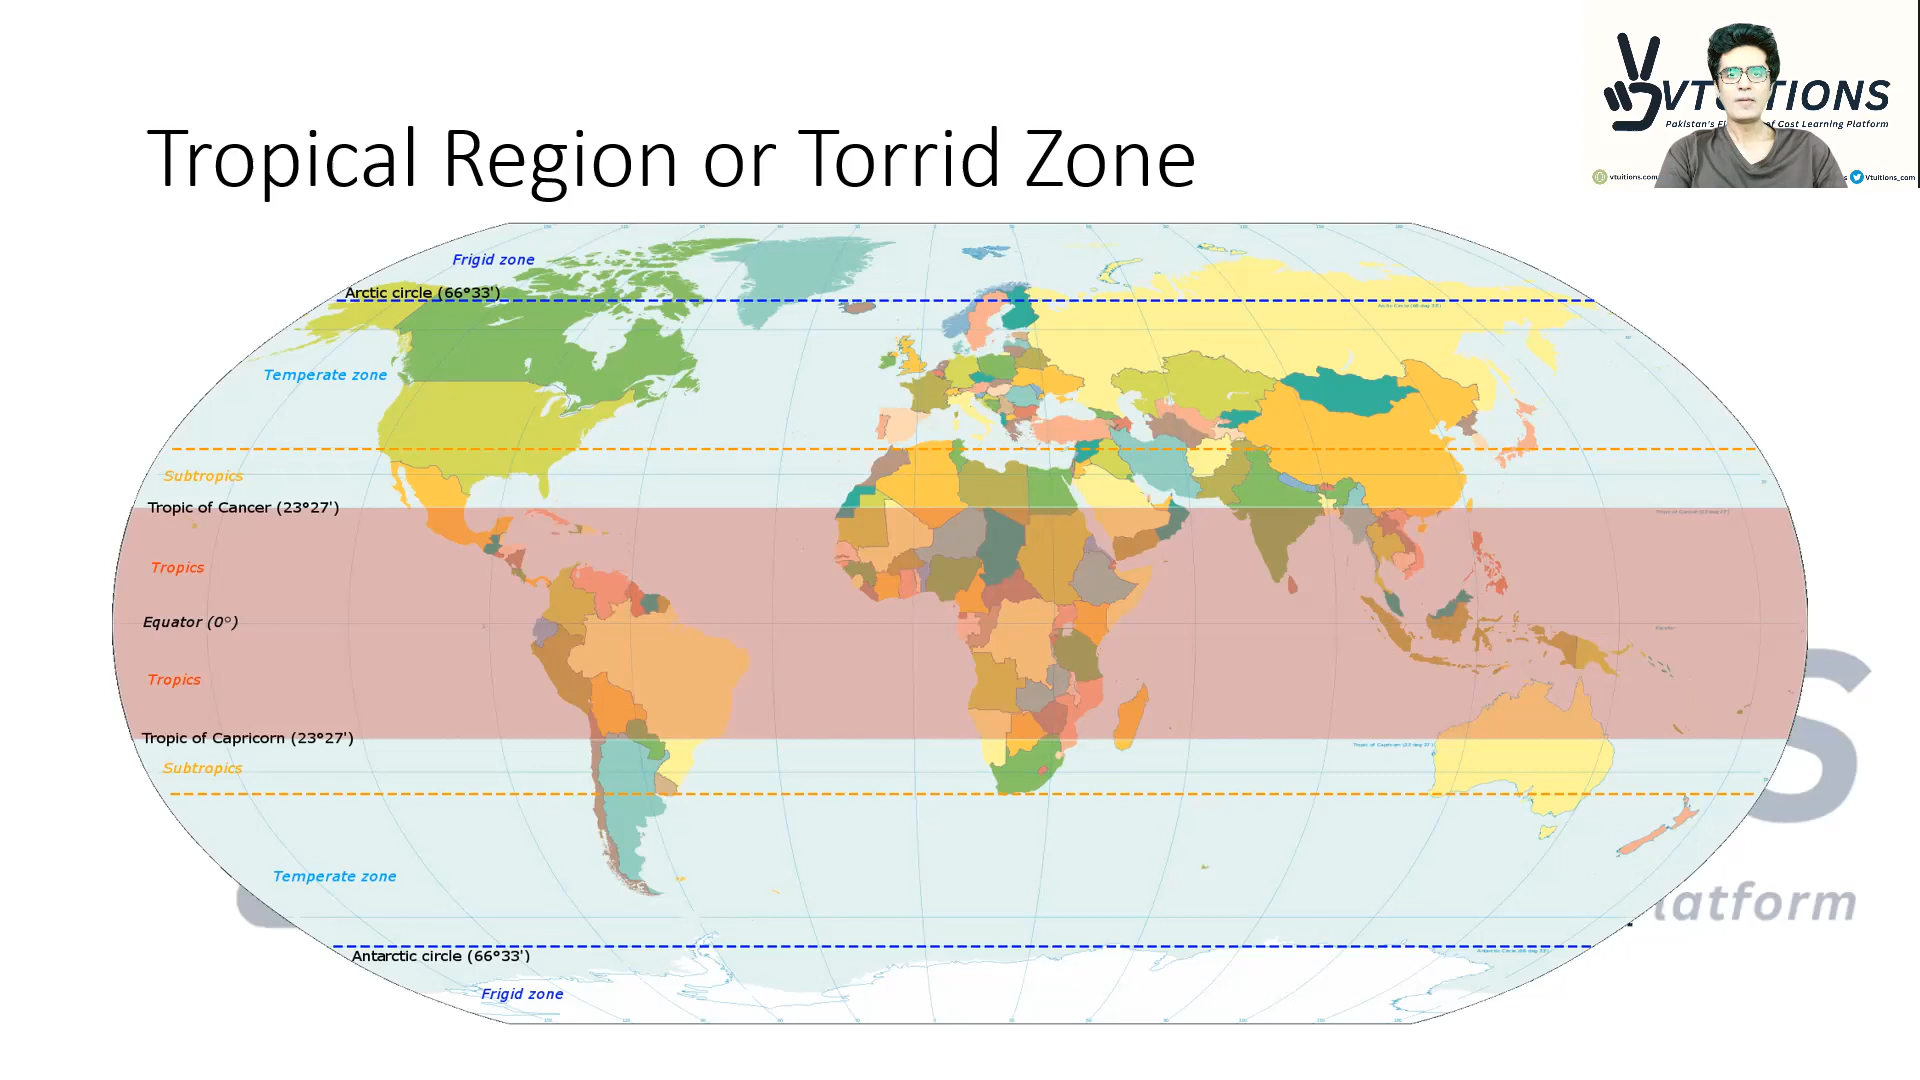 VTUITIONS
Pakistan's
of Cost Learning Platform
vtuitions.com
Vtuitions_com
Tropical Region or Torrid Zone
Frigid zone
Arctic circle (66°33')
Temperate zone
Subtropics
Tropic of Cancer (23°27')
Tropics
Equator (0°)
Equator
Tropics
Tropic of Capricorn (23°27')
Subtropics
Temperate zone
latform
Antarctic circle (66°33')
Frigid zone